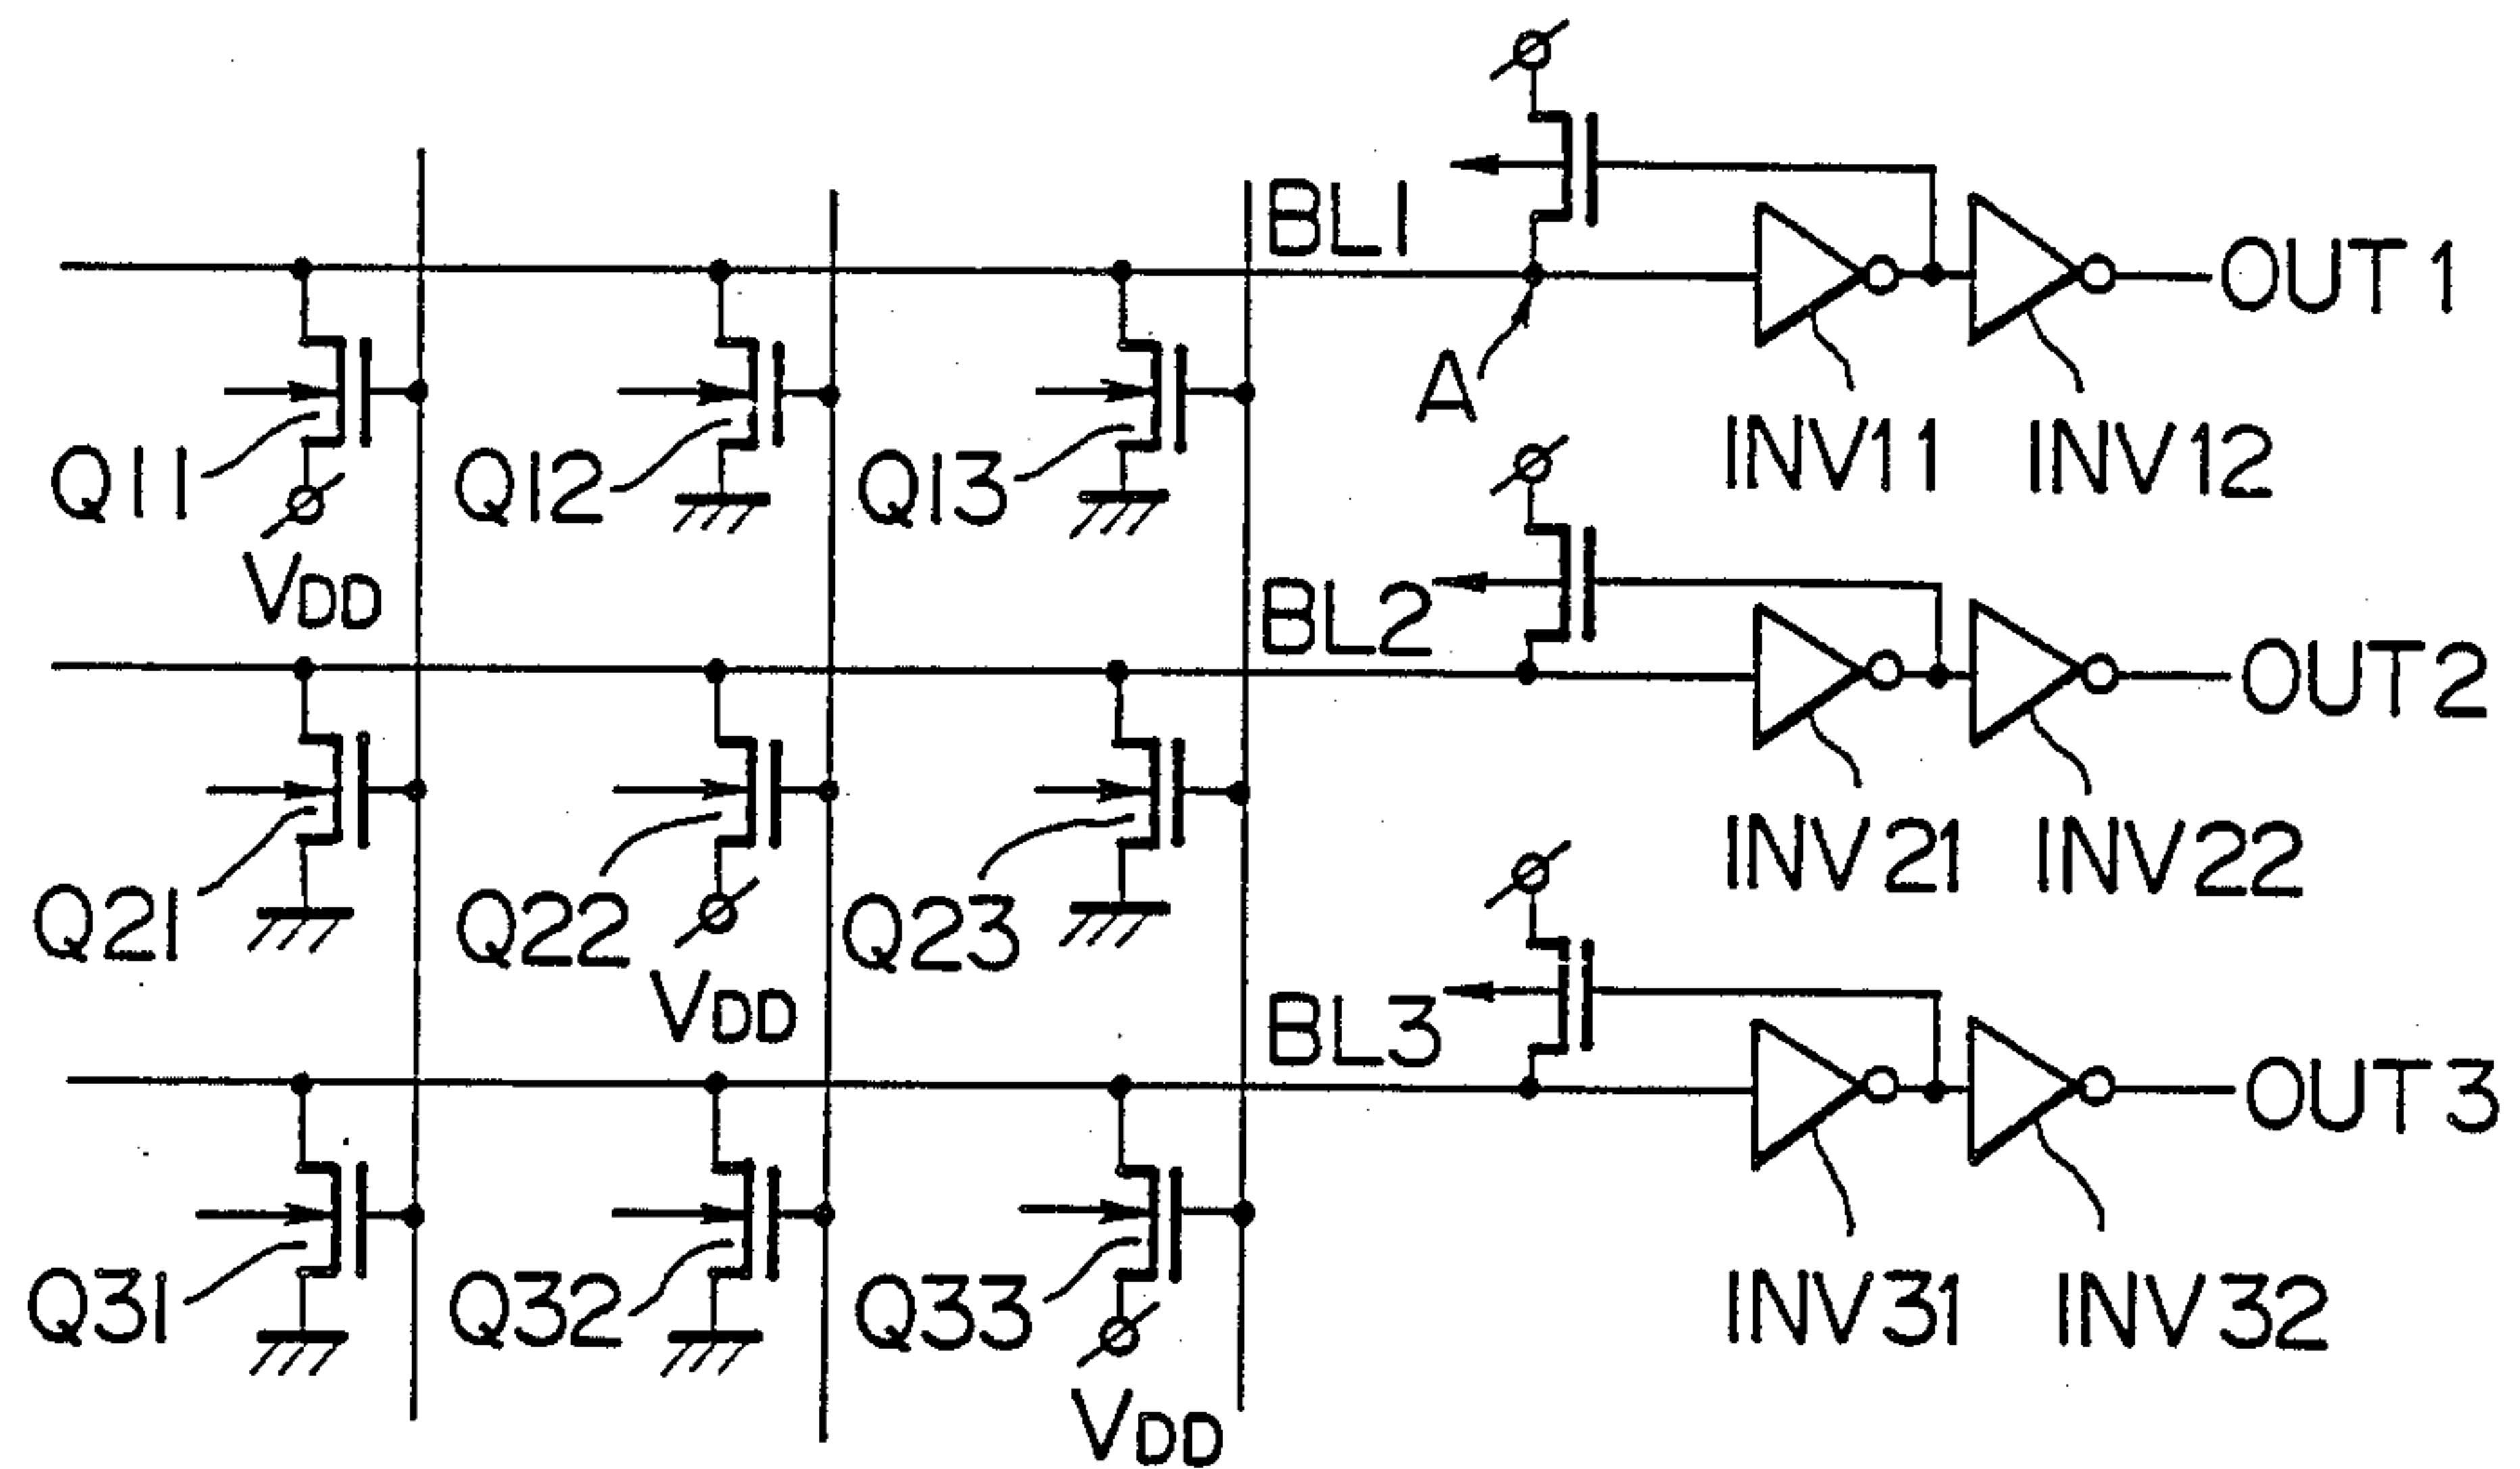 BL1
OUT1
A
Q11
Q12
Q13
INV11
INV12
VDD
BL2
OUT2
INV21
INV22
Q21
Q22
Q23
VDD
BL3
OUT3
Q31
Q32
Q33
INV31
INV32
VDD